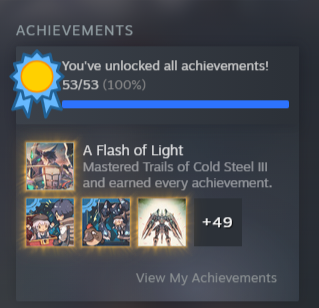 ACHIEVEMENTS
You've unlocked all achievements!
53/53 (100%)
A Flash of Light
Mastered Trails of Cold Steel III
and earned every achievement.
+49
View My Achievements